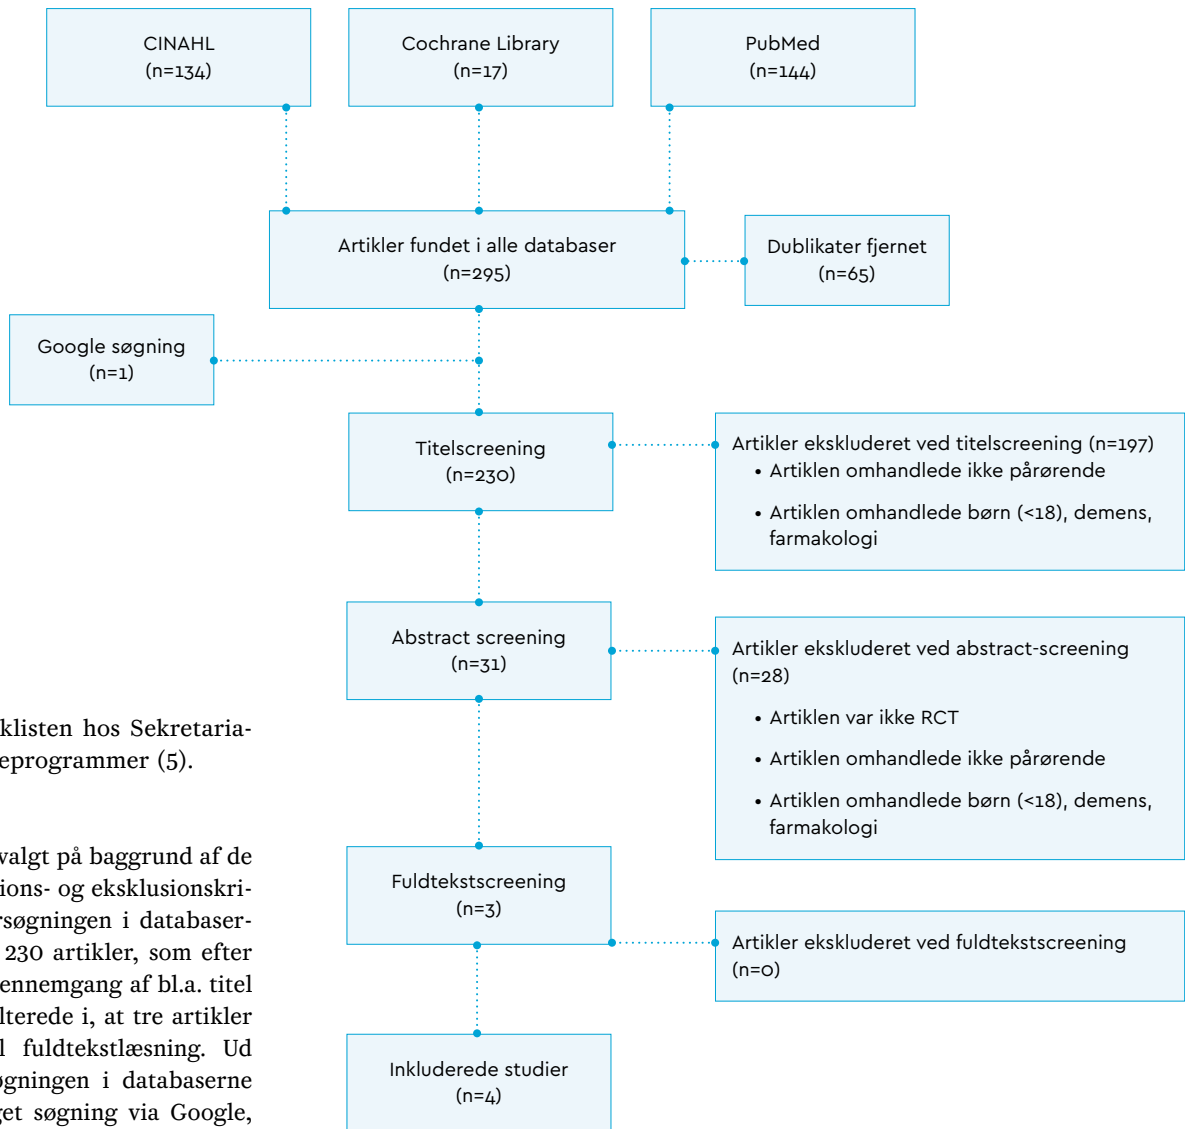 CINAHL
(n=134)
Cochrane Library
(n=17)
PubMed
(n=144)
Artikler fundet i alle databaser
(n=295)
Dublikater fjernet
(n=65)
Google søgning
(n=1)
Titelscreening
(n=230)
Artikler ekskluderet ved titelscreening (n=197)
• Artiklen omhandlede ikke pårørende
• Artiklen omhandlede børn (<18), demens,
farmakologi
Abstract screening
(n=31)
Artikler ekskluderet ved abstract-screening
(n=28)
• Artiklen var ikke RCT
• Artiklen omhandlede ikke pårørende
• Artiklen omhandlede børn (<18), demens,
farmakologi
Fuldtekstscreening
(n=3)
Artikler ekskluderet ved fuldtekstscreening
(n=0)
Inkluderede studier
(n=4)
klisten hos Sekretaria-
eprogrammer (5).
valgt på baggrund af de
ions- og eksklusionskri-
rsøgningen i databaser-
230 artikler, som efter
ennemgang af bl.a. titel
lterede i, at tre artikler
l fuldtekstlæsning. Ud
øgningen i databaserne
get søgning via Google,